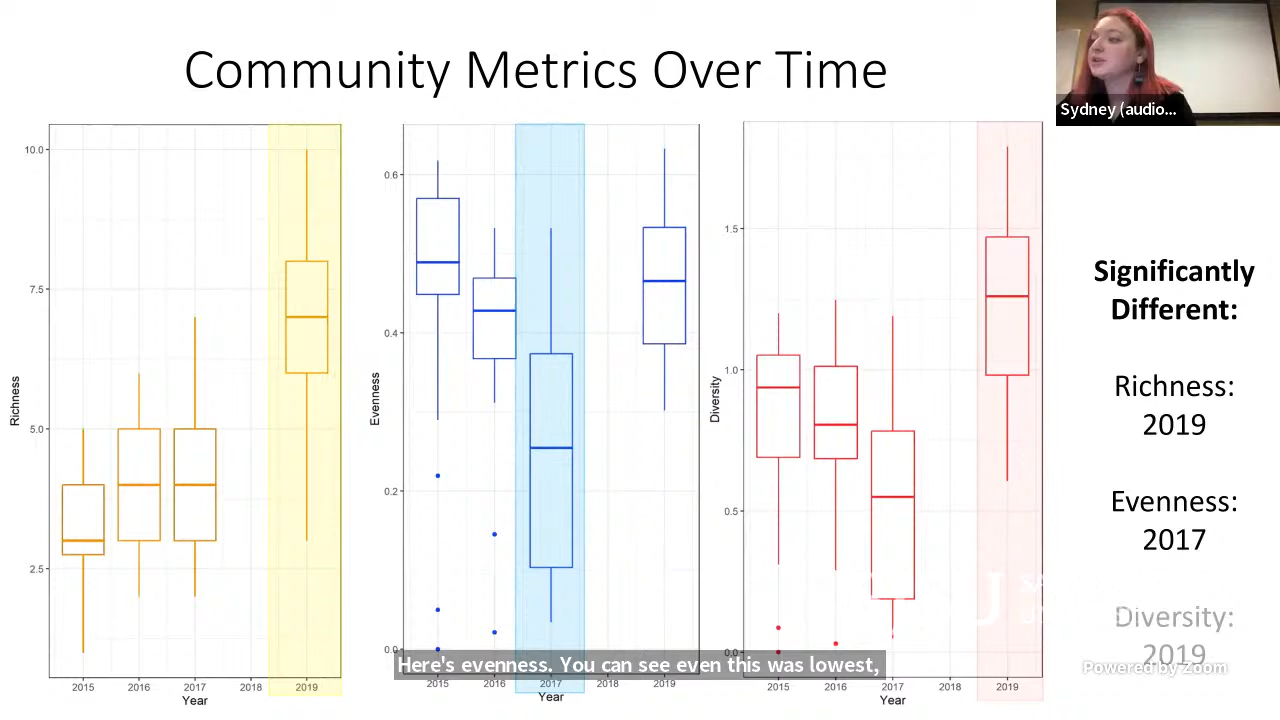 Community Metrics Over Time
Sydney (audio...
10.0
7.5
5.0
2.5
Richness
2015 2016 2017 2018 2019
Year
0.6
0.4
0.2
0.0
Evenness
2015 2016 2017 2018 2019
Year
1.5
1.0
0.5
0.0
Diversity
2015 2016 2017 2018 2019
Year
Significantly
Different:
Richness:
2019
Evenness:
2017
Diversity:
2019
Here's evenness. You can see even this was lowest,
Powered by Zoom